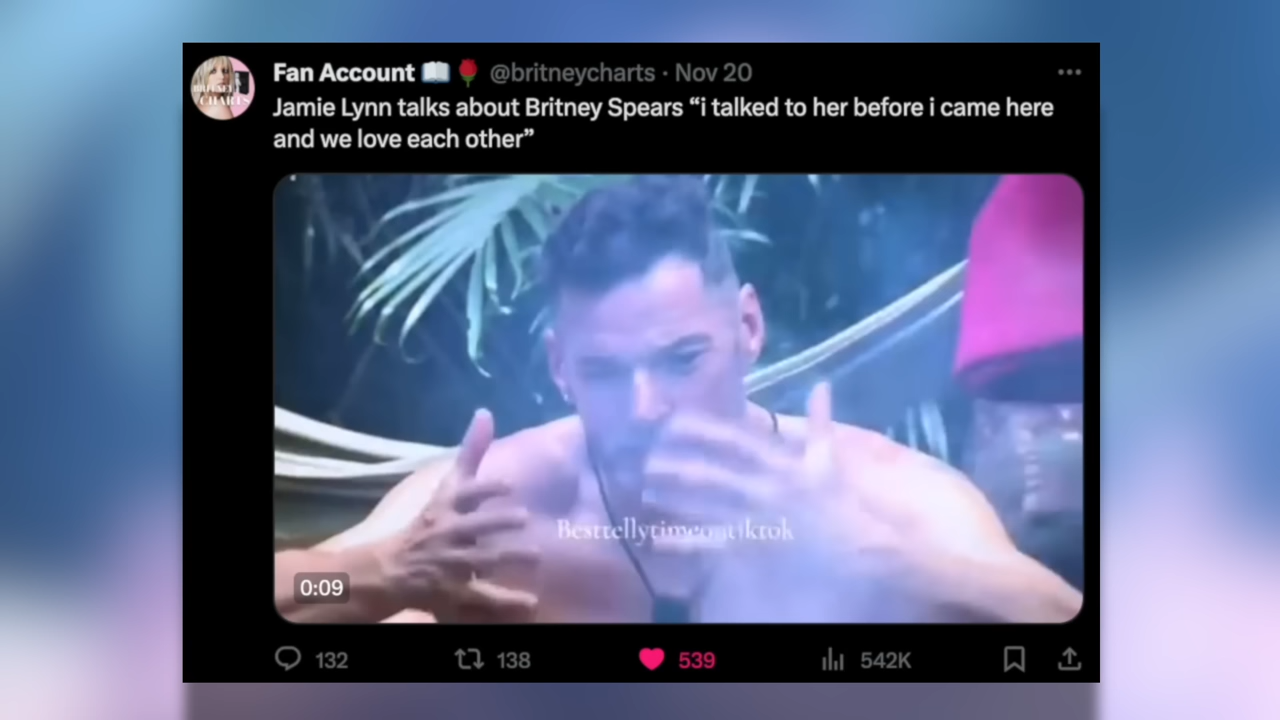 Fan Account 📖🌹 @britneycharts · Nov 20
Jamie Lynn talks about Britney Spears “i talked to her before i came here
and we love each other”
Besttellytimeontiktok
0:09
132 138 539 542K